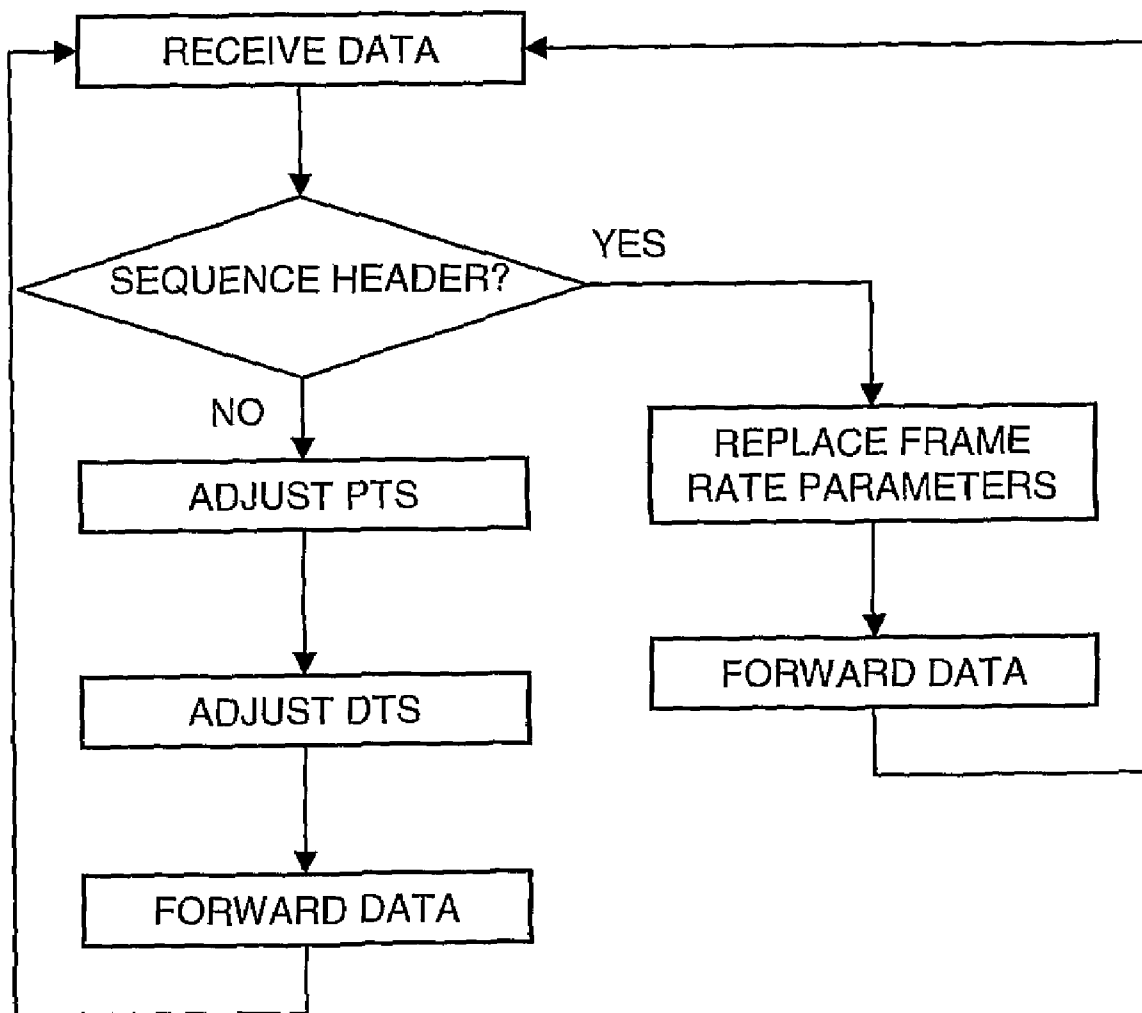 RECEIVE DATA
SEQUENCE HEADER?
YES
NO
REPLACE FRAME
RATE PARAMETERS
ADJUST PTS
FORWARD DATA
ADJUST DTS
FORWARD DATA